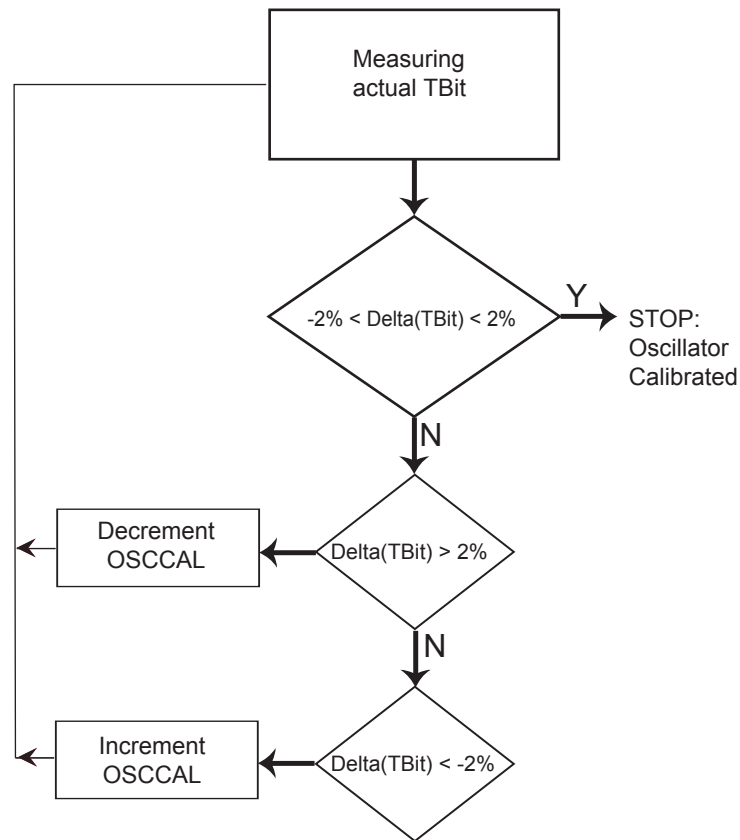 Measuring
actual TBit
-2% < Delta(TBit) < 2%
Y
STOP:
Oscillator
Calibrated
N
Decrement
OSCCAL
Delta(TBit) > 2%
N
Increment
OSCCAL
Delta(TBit) < -2%